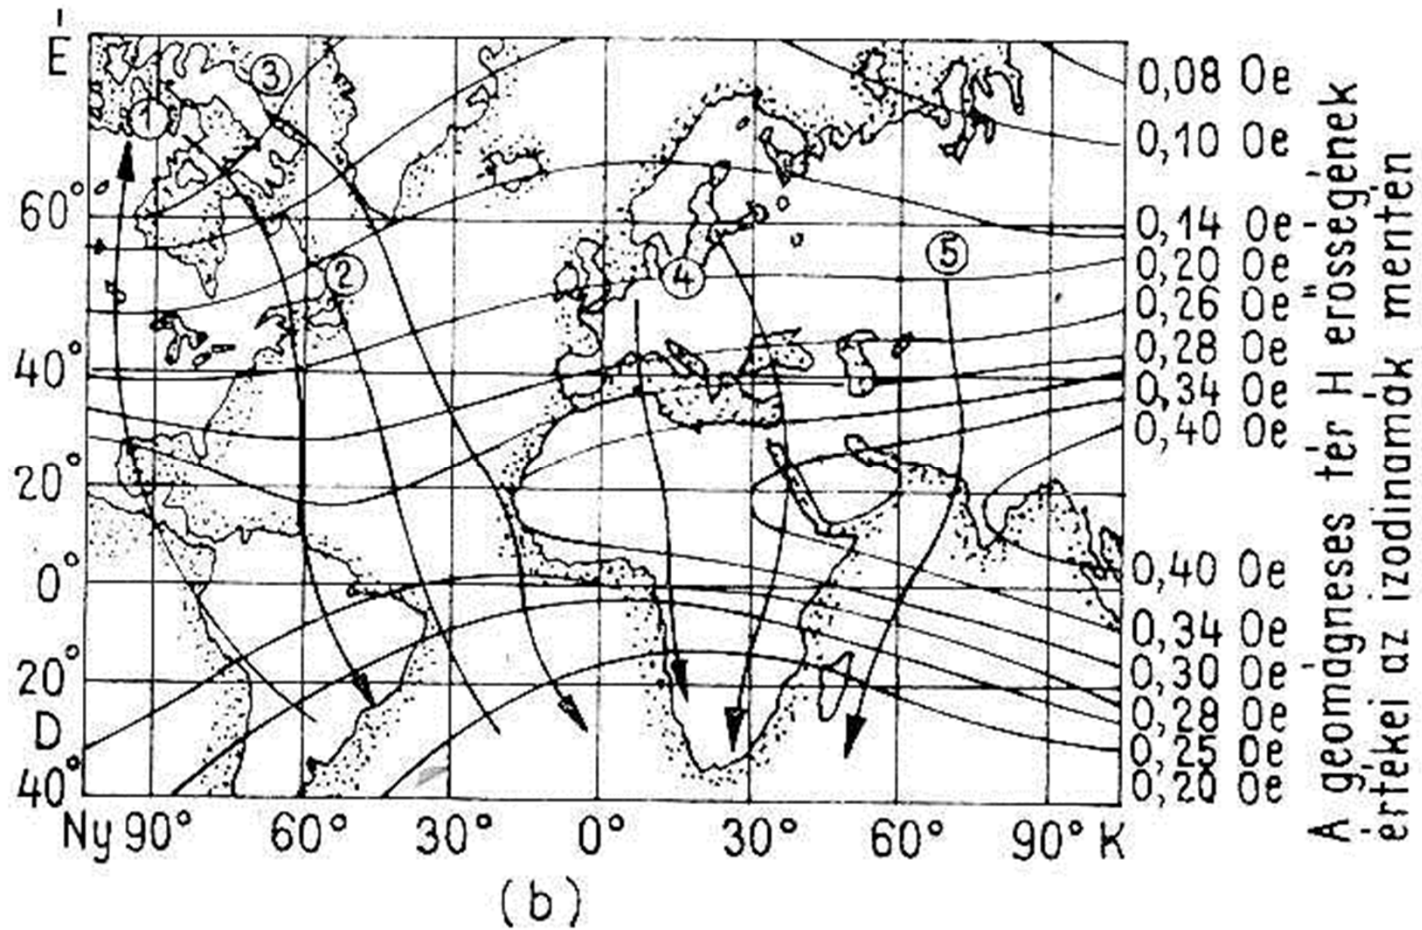 É
60°
40°
20°
0°
20°
D
40°
Ny 90° 60° 30° 0° 30° 60° 90° K
1
2
3
4
5
0,08 Oe
0,10 Oe
0,14 Oe
0,20 Oe
0,26 Oe
0,28 Oe
0,34 Oe
0,40 Oe
0,40 Oe
0,34 Oe
0,30 Oe
0,28 Oe
0,25 Oe
0,20 Oe
A geomágneses tér H erőssegének
értékei az izodinamák mentén
(b)